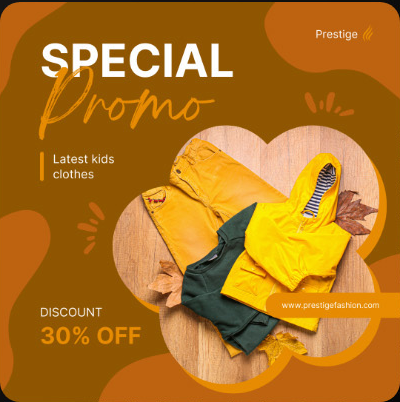 Prestige
SPECIAL
Promo
Latest kids
clothes
www.prestigefashion.com
DISCOUNT
30% OFF